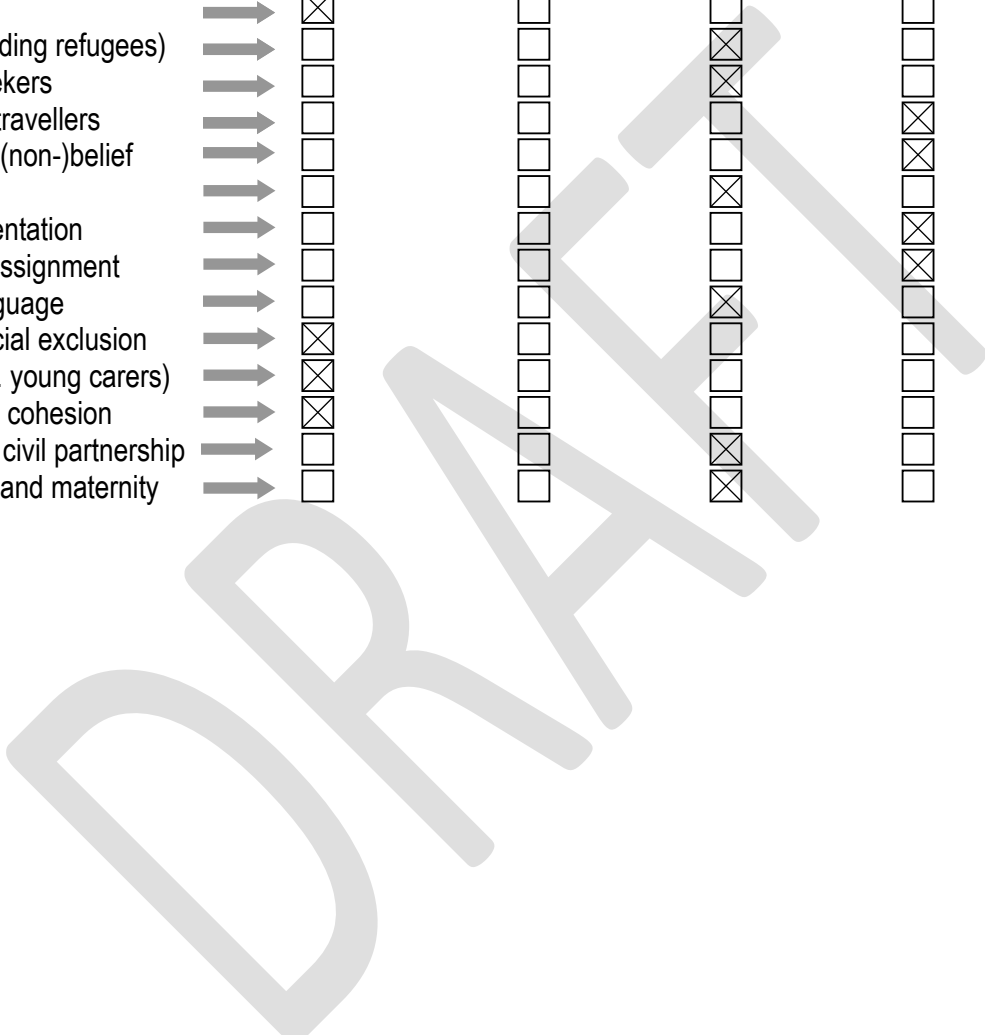 ding refugees)
ekers
travellers
(non-)belief
entation
ssignment
guage
cial exclusion
. young carers)
cohesion
civil partnership
and maternity
DRAFT